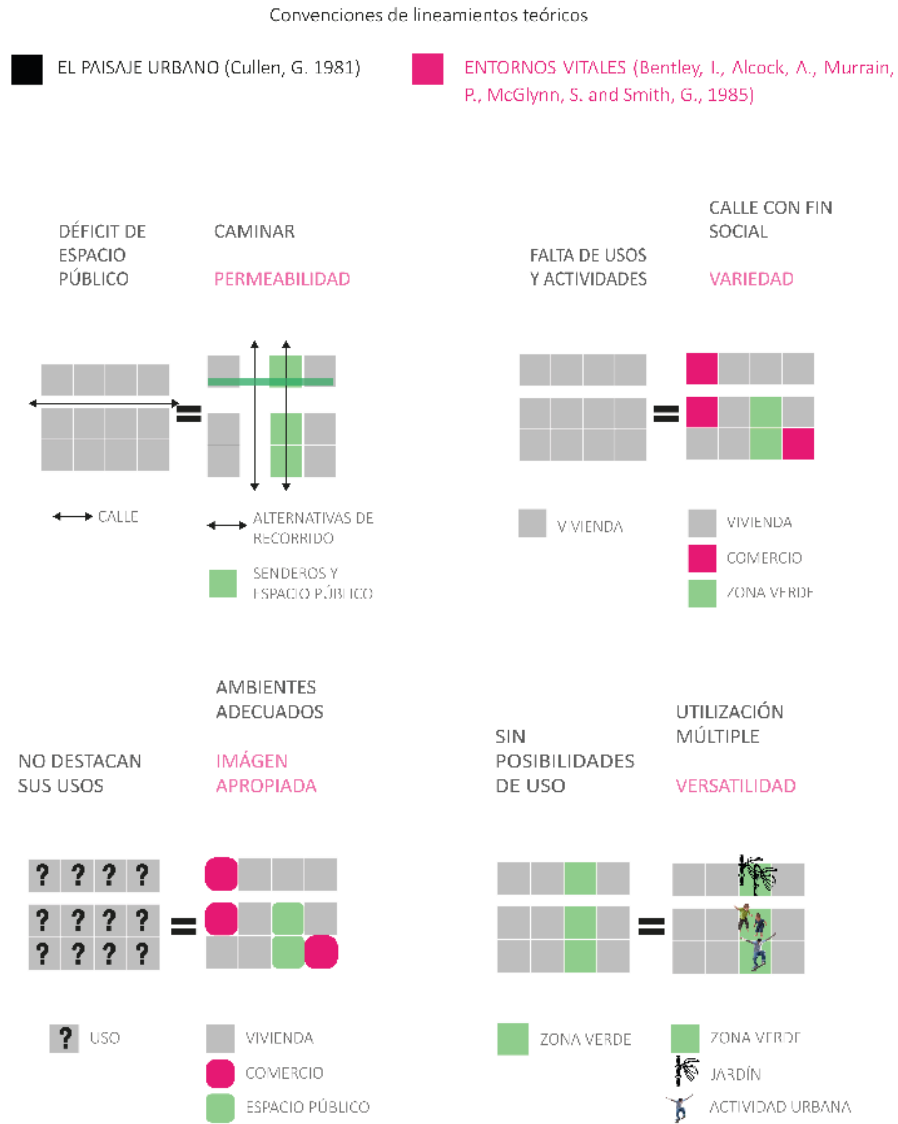 Convenciones de lineamientos teóricos
EL PAISAJE URBANO (Cullen, G. 1981)
ENTORNOS VITALES (Bentley, I., Alcock, A., Murrain,
P., McGlynn, S. and Smith, G., 1985)
DÉFICIT DE
ESPACIO
PÚBLICO
CAMINAR
PERMEABILIDAD
=
CALLE
ALTERNATIVAS DE
RECORRIDO
SENDEROS Y
ESPACIO PÚBLICO
FALTA DE USOS
Y ACTIVIDADES
CALLE CON FIN
SOCIAL
VARIEDAD
=
VIVIENDA
VIVIENDA
COMERCIO
ZONA VERDE
NO DESTACAN
SUS USOS
AMBIENTES
ADECUADOS
IMÁGEN
APROPIADA
? ? ? ?
? ? ? ?
=
? ? ? ?
? USO
VIVIENDA
COMERCIO
ESPACIO PÚBLICO
SIN
POSIBILIDADES
DE USO
UTILIZACIÓN
MÚLTIPLE
VERSATILIDAD
=
ZONA VERDE
ZONA VERDE
JARDÍN
ACTIVIDAD URBANA